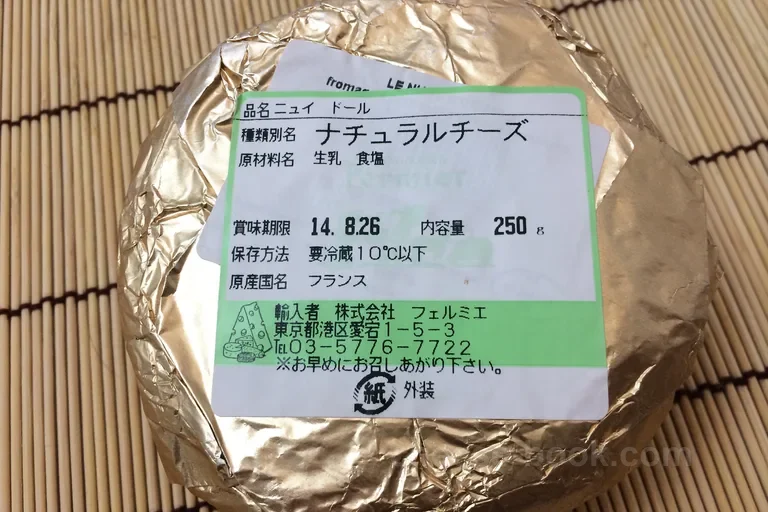 fromag
LE NU
品名 ニュイ ドール
種類別名 ナチュラルチーズ
原材料名 生乳 食塩
賞味期限 14. 8.26 内容量 250g
保存方法 要冷蔵10℃以下
原産国名 フランス
輸入者 株式会社 フェルミエ
東京都港区愛宕1-5-3
℡03-5776-7722
※お早めにお召しあがり下さい。
紙 外装
ook.com